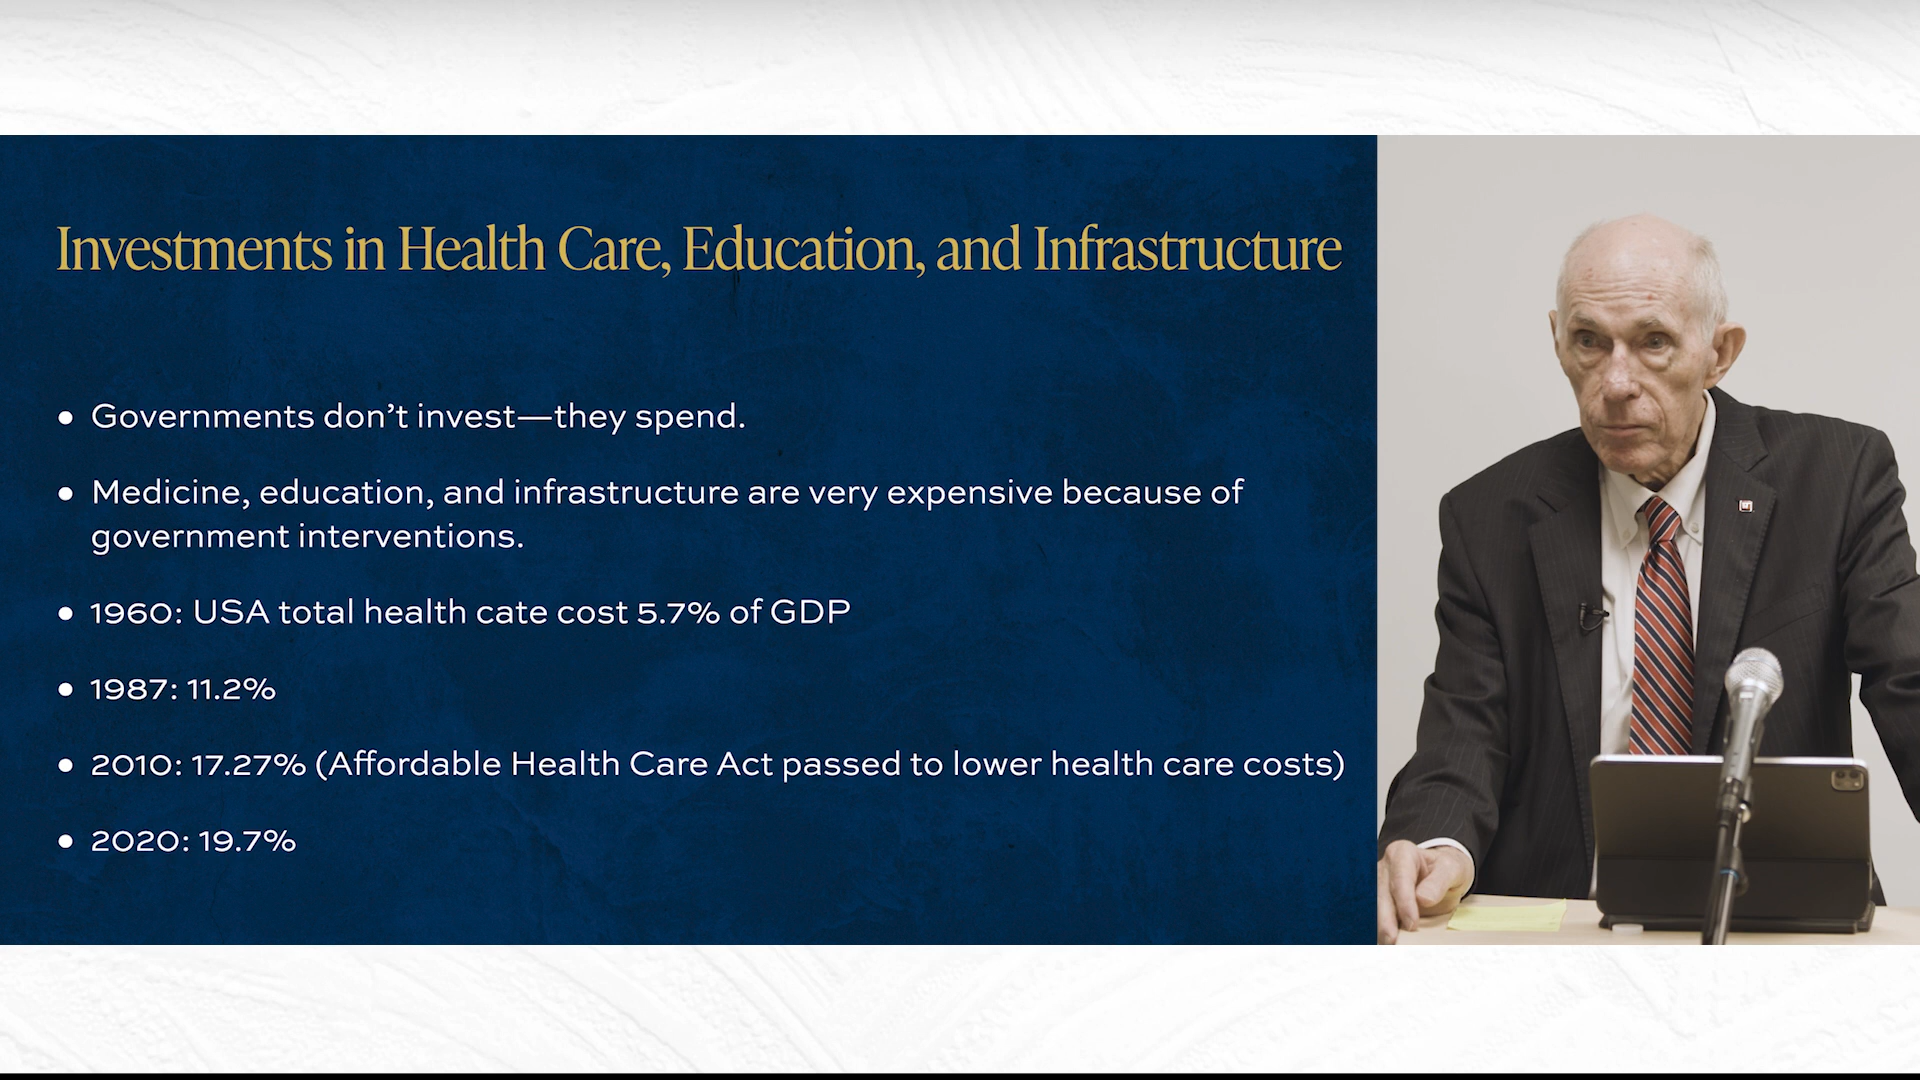 Investments in Health Care, Education, and Infrastructure
● Governments don’t invest—they spend.
● Medicine, education, and infrastructure are very expensive because of
government interventions.
● 1960: USA total health cate cost 5.7% of GDP
● 1987: 11.2%
● 2010: 17.27% (Affordable Health Care Act passed to lower health care costs)
● 2020: 19.7%